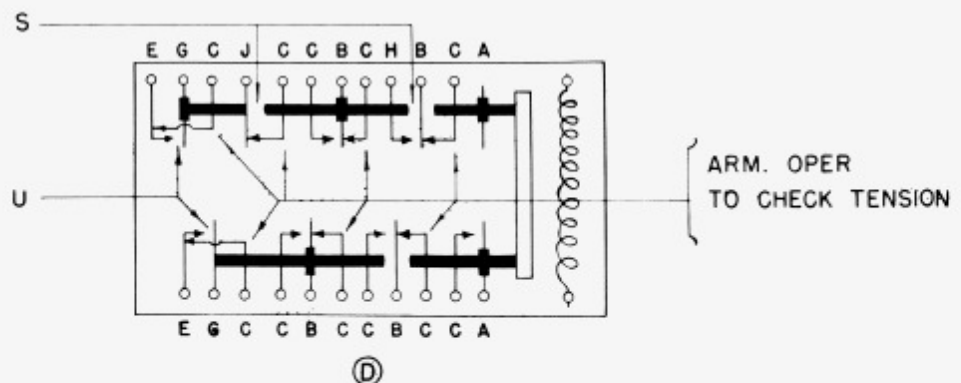 S
E G C J C C B C H B C A
U
ARM. OPER
TO CHECK TENSION
E G C C B C C B C C A
D